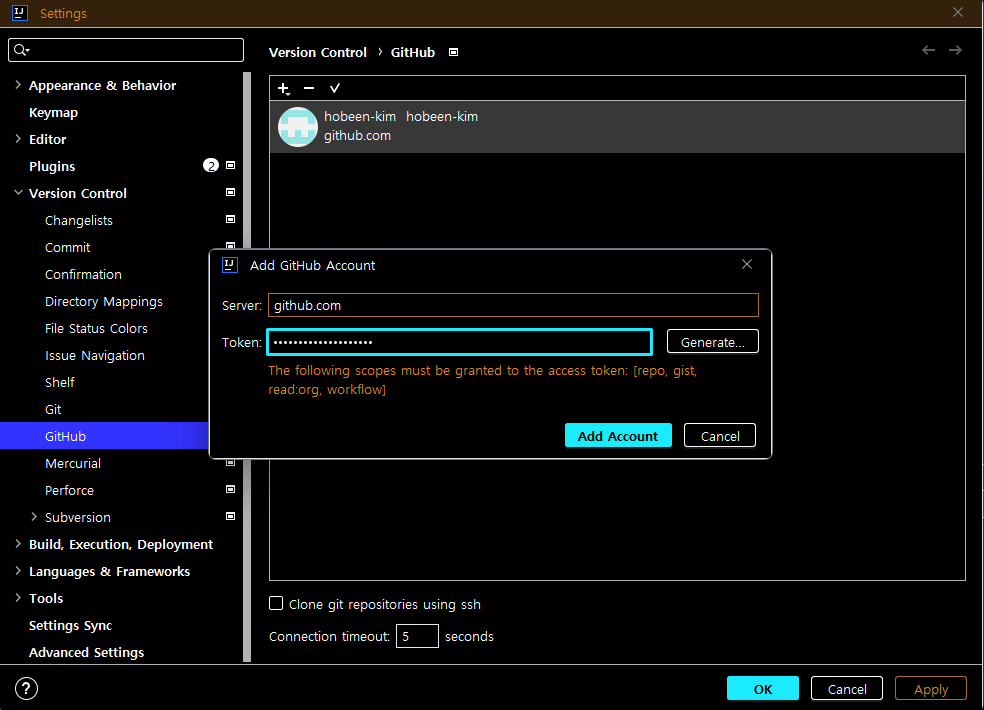 IJ Settings
Version Control › GitHub
hobeen-kim hobeen-kim
github.com
Appearance & Behavior
Keymap
Editor
Plugins 2
Version Control
Changelists
Commit
Confirmation
Directory Mappings
File Status Colors
Issue Navigation
Shelf
Git
GitHub
Mercurial
Perforce
Subversion
Build, Execution, Deployment
Languages & Frameworks
Tools
Settings Sync
Advanced Settings
IJ Add GitHub Account
Server: github.com
Token: •••••••••••••••••••• Generate...
The following scopes must be granted to the access token: [repo, gist,
read:org, workflow]
Add Account Cancel
Clone git repositories using ssh
Connection timeout: 5 seconds
? OK Cancel Apply